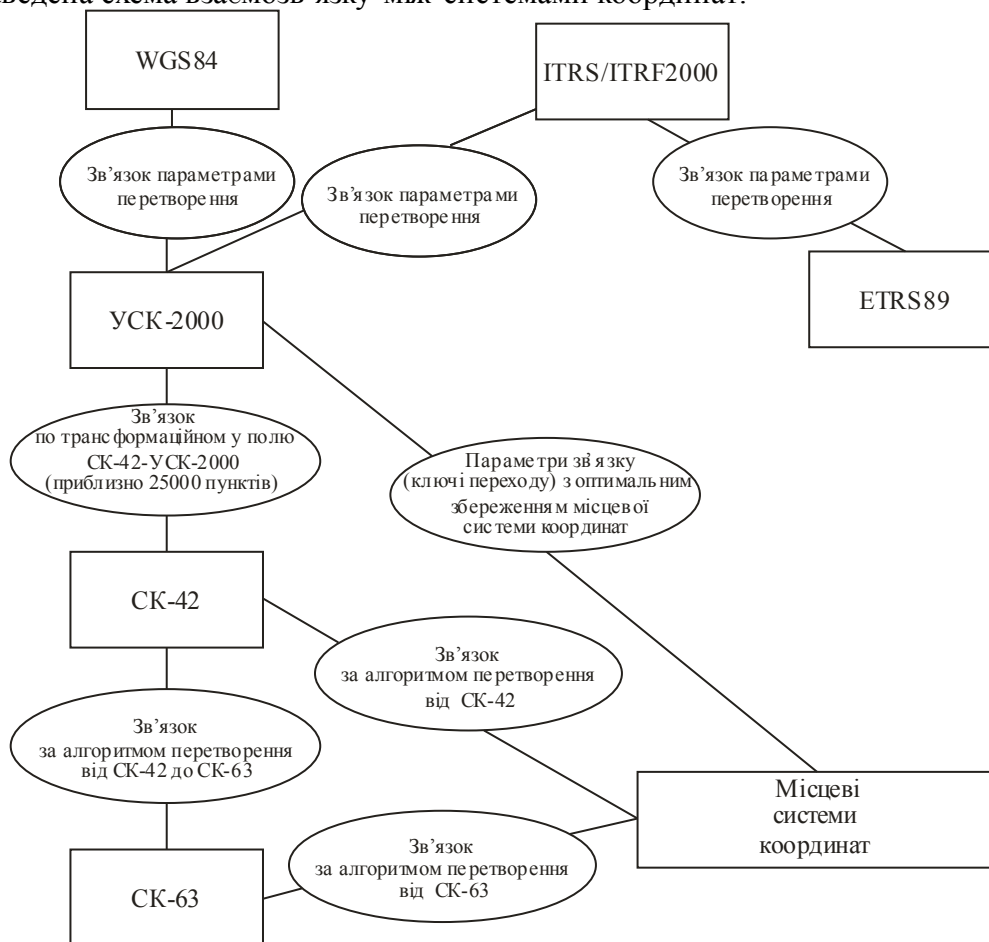 ведена схема взаємозв'язку між системами координат.
WGS84
ITRS/ITRF2000
Зв'язок параметрами
перетворення
Зв'язок параметрами
перетворення
Зв'язок параметрами
перетворення
УСК-2000
ETRS89
Зв'язок
по трансформаційному полю
СК-42-УСК-2000
(приблизно 25000 пунктів)
Параметри зв'язку
(ключі переходу) з оптимальним
збереженням місцевої
системи координат
СК-42
Зв'язок
за алгоритмом перетворення
від СК-42
Зв'язок
за алгоритмом перетворення
від СК-42 до СК-63
Місцеві
системи
координат
Зв'язок
за алгоритмом перетворення
від СК-63
СК-63